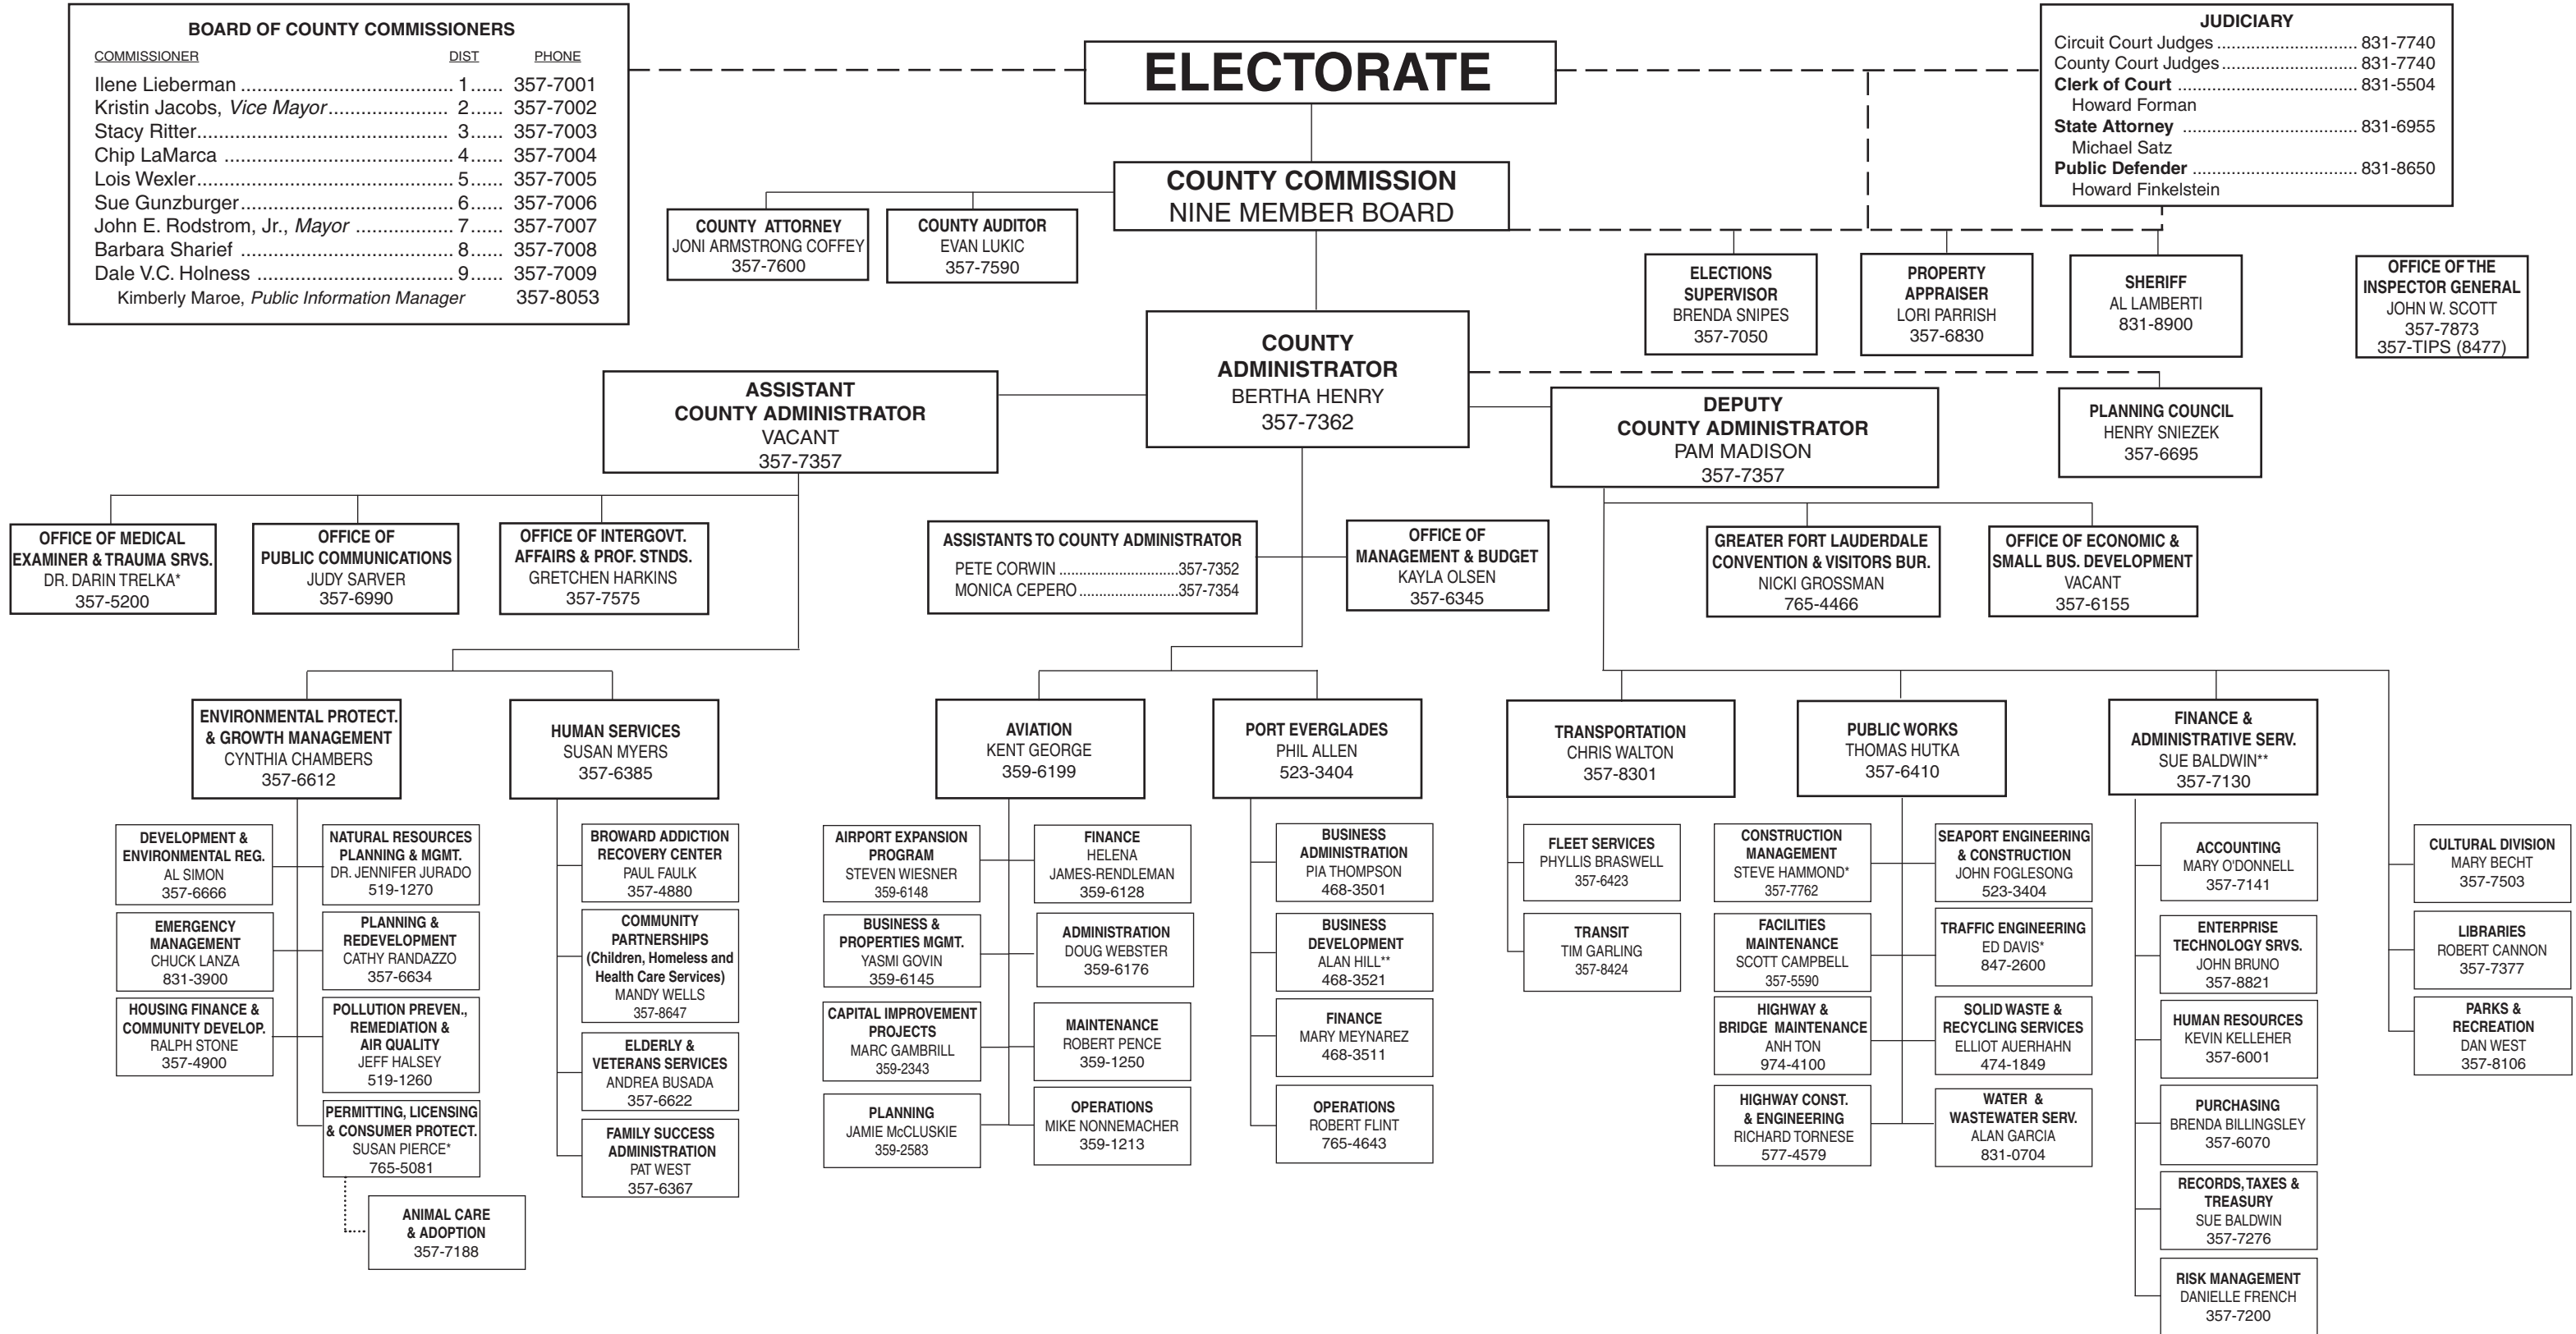 BOARD OF COUNTY COMMISSIONERS
COMMISSIONER DIST PHONE
Ilene Lieberman ........................................ 1...... 357-7001
Kristin Jacobs, Vice Mayor...................... 2...... 357-7002
Stacy Ritter............................................... 3...... 357-7003
Chip LaMarca .......................................... 4...... 357-7004
Lois Wexler............................................... 5...... 357-7005
Sue Gunzburger....................................... 6...... 357-7006
John E. Rodstrom, Jr., Mayor .................. 7...... 357-7007
Barbara Sharief ....................................... 8...... 357-7008
Dale V.C. Holness .................................... 9...... 357-7009
Kimberly Maroe, Public Information Manager 357-8053
ELECTORATE
JUDICIARY
Circuit Court Judges ............................. 831-7740
County Court Judges............................ 831-7740
Clerk of Court ..................................... 831-5504
Howard Forman
State Attorney .................................... 831-6955
Michael Satz
Public Defender .................................. 831-8650
Howard Finkelstein
COUNTY COMMISSION
NINE MEMBER BOARD
COUNTY ATTORNEY
JONI ARMSTRONG COFFEY
357-7600
COUNTY AUDITOR
EVAN LUKIC
357-7590
ELECTIONS
SUPERVISOR
BRENDA SNIPES
357-7050
PROPERTY
APPRAISER
LORI PARRISH
357-6830
SHERIFF
AL LAMBERTI
831-8900
OFFICE OF THE
INSPECTOR GENERAL
JOHN W. SCOTT
357-7873
357-TIPS (8477)
COUNTY
ADMINISTRATOR
BERTHA HENRY
357-7362
ASSISTANT
COUNTY ADMINISTRATOR
VACANT
357-7357
DEPUTY
COUNTY ADMINISTRATOR
PAM MADISON
357-7357
PLANNING COUNCIL
HENRY SNIEZEK
357-6695
OFFICE OF MEDICAL
EXAMINER & TRAUMA SRVS.
DR. DARIN TRELKA*
357-5200
OFFICE OF
PUBLIC COMMUNICATIONS
JUDY SARVER
357-6990
OFFICE OF INTERGOVT.
AFFAIRS & PROF. STNDS.
GRETCHEN HARKINS
357-7575
ASSISTANTS TO COUNTY ADMINISTRATOR
PETE CORWIN .............................357-7352
MONICA CEPERO ........................357-7354
OFFICE OF
MANAGEMENT & BUDGET
KAYLA OLSEN
357-6345
GREATER FORT LAUDERDALE
CONVENTION & VISITORS BUR.
NICKI GROSSMAN
765-4466
OFFICE OF ECONOMIC &
SMALL BUS. DEVELOPMENT
VACANT
357-6155
ENVIRONMENTAL PROTECT.
& GROWTH MANAGEMENT
CYNTHIA CHAMBERS
357-6612
HUMAN SERVICES
SUSAN MYERS
357-6385
AVIATION
KENT GEORGE
359-6199
PORT EVERGLADES
PHIL ALLEN
523-3404
TRANSPORTATION
CHRIS WALTON
357-8301
PUBLIC WORKS
THOMAS HUTKA
357-6410
FINANCE &
ADMINISTRATIVE SERV.
SUE BALDWIN**
357-7130
DEVELOPMENT &
ENVIRONMENTAL REG.
AL SIMON
357-6666
EMERGENCY
MANAGEMENT
CHUCK LANZA
831-3900
HOUSING FINANCE &
COMMUNITY DEVELOP.
RALPH STONE
357-4900
NATURAL RESOURCES
PLANNING & MGMT.
DR. JENNIFER JURADO
519-1270
PLANNING &
REDEVELOPMENT
CATHY RANDAZZO
357-6634
POLLUTION PREVEN.,
REMEDIATION &
AIR QUALITY
JEFF HALSEY
519-1260
PERMITTING, LICENSING
& CONSUMER PROTECT.
SUSAN PIERCE*
765-5081
ANIMAL CARE
& ADOPTION
357-7188
BROWARD ADDICTION
RECOVERY CENTER
PAUL FAULK
357-4880
COMMUNITY
PARTNERSHIPS
(Children, Homeless and
Health Care Services)
MANDY WELLS
357-8647
ELDERLY &
VETERANS SERVICES
ANDREA BUSADA
357-6622
FAMILY SUCCESS
ADMINISTRATION
PAT WEST
357-6367
AIRPORT EXPANSION
PROGRAM
STEVEN WIESNER
359-6148
BUSINESS &
PROPERTIES MGMT.
YASMI GOVIN
359-6145
CAPITAL IMPROVEMENT
PROJECTS
MARC GAMBRILL
359-2343
PLANNING
JAMIE McCLUSKIE
359-2583
FINANCE
HELENA
JAMES-RENDLEMAN
359-6128
ADMINISTRATION
DOUG WEBSTER
359-6176
MAINTENANCE
ROBERT PENCE
359-1250
OPERATIONS
MIKE NONNEMACHER
359-1213
BUSINESS
ADMINISTRATION
PIA THOMPSON
468-3501
BUSINESS
DEVELOPMENT
ALAN HILL**
468-3521
FINANCE
MARY MEYNAREZ
468-3511
OPERATIONS
ROBERT FLINT
765-4643
FLEET SERVICES
PHYLLIS BRASWELL
357-6423
TRANSIT
TIM GARLING
357-8424
CONSTRUCTION
MANAGEMENT
STEVE HAMMOND*
357-7762
FACILITIES
MAINTENANCE
SCOTT CAMPBELL
357-5590
HIGHWAY &
BRIDGE MAINTENANCE
ANH TON
974-4100
HIGHWAY CONST.
& ENGINEERING
RICHARD TORNESE
577-4579
SEAPORT ENGINEERING
& CONSTRUCTION
JOHN FOGLESONG
523-3404
TRAFFIC ENGINEERING
ED DAVIS*
847-2600
SOLID WASTE &
RECYCLING SERVICES
ELLIOT AUERHAHN
474-1849
WATER &
WASTEWATER SERV.
ALAN GARCIA
831-0704
ACCOUNTING
MARY O'DONNELL
357-7141
ENTERPRISE
TECHNOLOGY SRVS.
JOHN BRUNO
357-8821
HUMAN RESOURCES
KEVIN KELLEHER
357-6001
PURCHASING
BRENDA BILLINGSLEY
357-6070
RECORDS, TAXES &
TREASURY
SUE BALDWIN
357-7276
RISK MANAGEMENT
DANIELLE FRENCH
357-7200
CULTURAL DIVISION
MARY BECHT
357-7503
LIBRARIES
ROBERT CANNON
357-7377
PARKS &
RECREATION
DAN WEST
357-8106